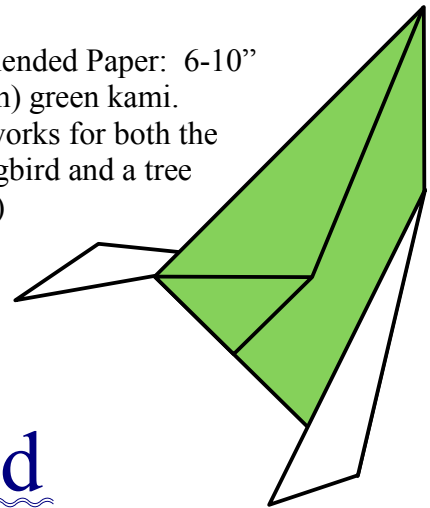 ended Paper: 6-10”
) green kami.
works for both the
gbird and a tree
)
d